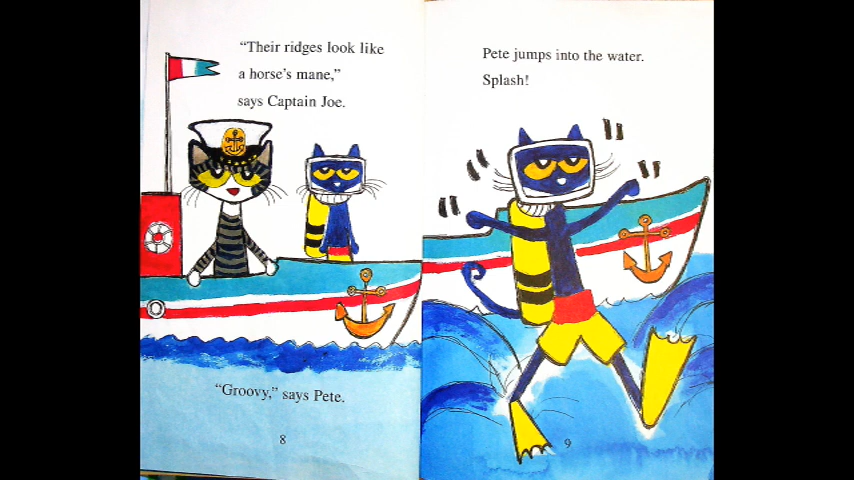 “Their ridges look like
a horse’s mane,”
says Captain Joe.
“Groovy,” says Pete.
8
Pete jumps into the water.
Splash!
9